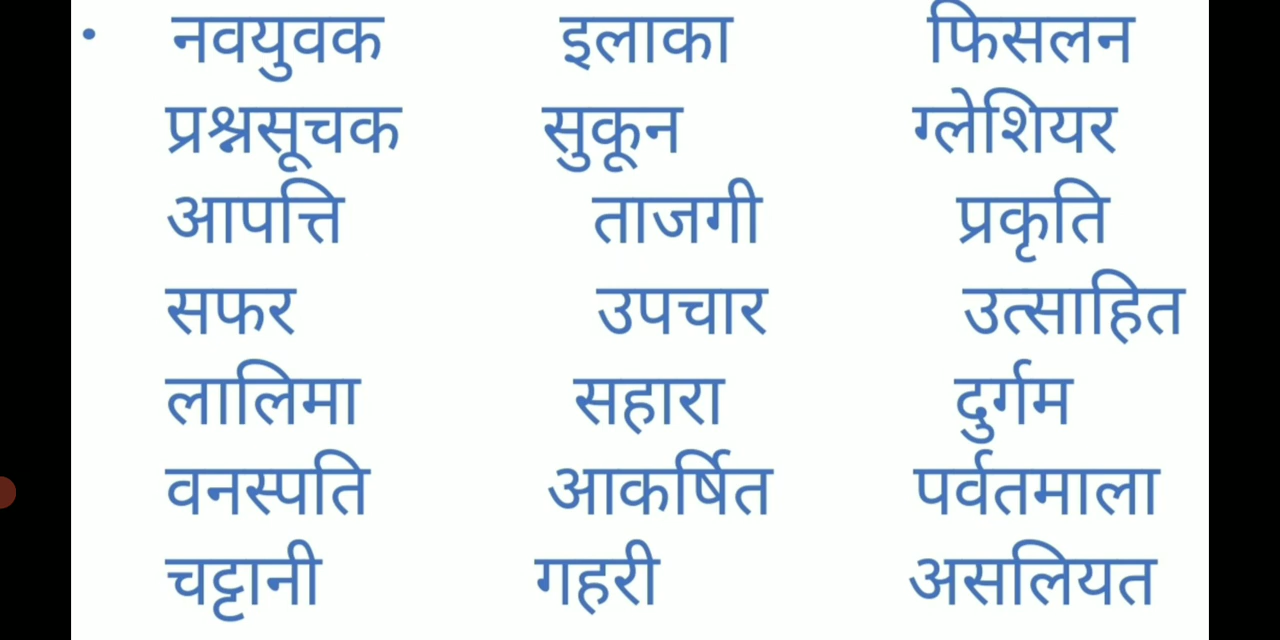 • नवयुवक इलाका फिसलन
प्रश्नसूचक सुकून ग्लेशियर
आपत्ति ताजगी प्रकृति
सफर उपचार उत्साहित
लालिमा सहारा दुर्गम
वनस्पति आकर्षित पर्वतमाला
चट्टानी गहरी असलियत